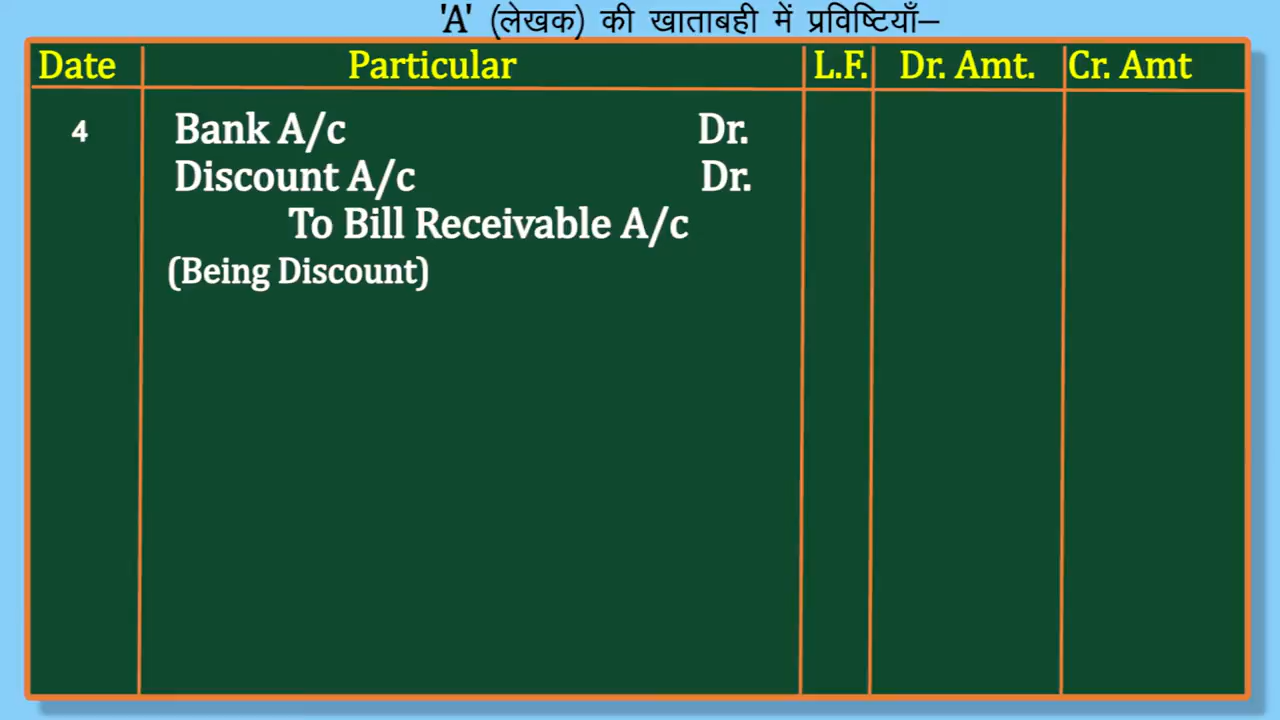 'A' (लेखक) की खाताबही में प्रविष्टियाँ–
Date Particular L.F. Dr. Amt. Cr. Amt
4 Bank A/c Dr.
Discount A/c Dr.
To Bill Receivable A/c
(Being Discount)